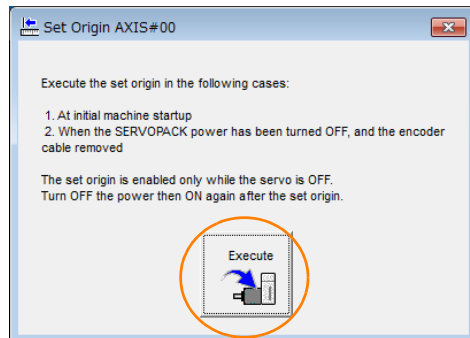 Set Origin AXIS#00
Execute the set origin in the following cases:
1. At initial machine startup
2. When the SERVOPACK power has been turned OFF, and the encoder
cable removed
The set origin is enabled only while the servo is OFF.
Turn OFF the power then ON again after the set origin.
Execute